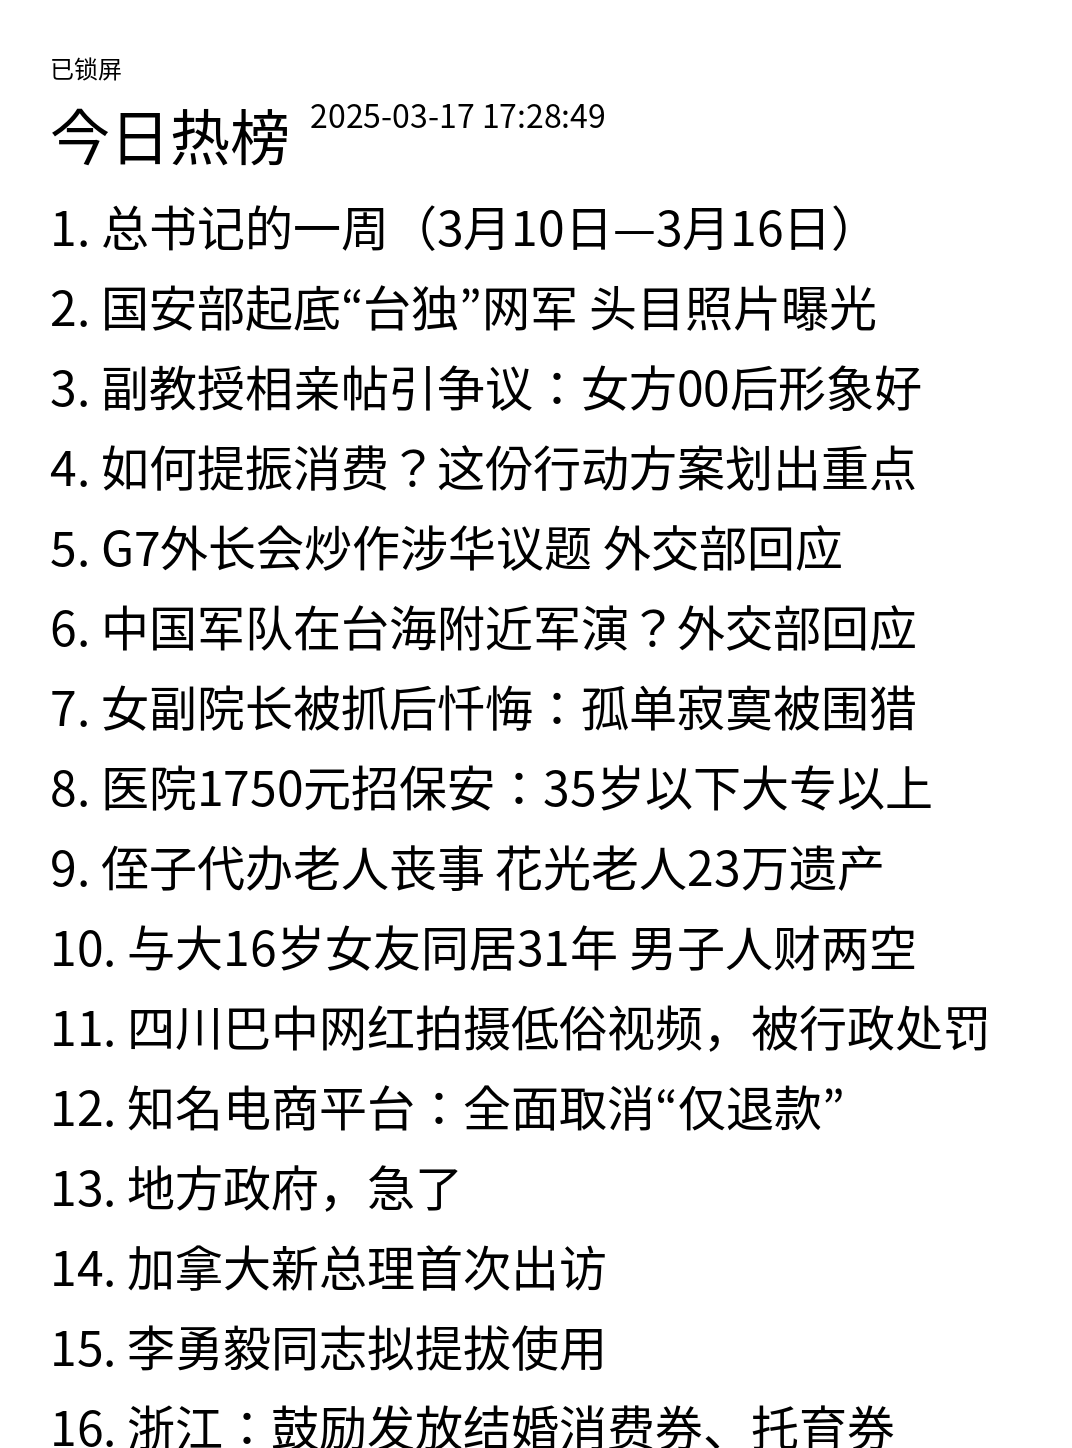 已锁屏
今日热榜 2025-03-17 17:28:49
1. 总书记的一周（3月10日—3月16日）
2. 国安部起底“台独”网军 头目照片曝光
3. 副教授相亲帖引争议：女方00后形象好
4. 如何提振消费？这份行动方案划出重点
5. G7外长会炒作涉华议题 外交部回应
6. 中国军队在台海附近军演？外交部回应
7. 女副院长被抓后忏悔：孤单寂寞被围猎
8. 医院1750元招保安：35岁以下大专以上
9. 侄子代办老人丧事 花光老人23万遗产
10. 与大16岁女友同居31年 男子人财两空
11. 四川巴中网红拍摄低俗视频，被行政处罚
12. 知名电商平台：全面取消“仅退款”
13. 地方政府，急了
14. 加拿大新总理首次出访
15. 李勇毅同志拟提拔使用
16. 浙江：鼓励发放结婚消费券、托育券